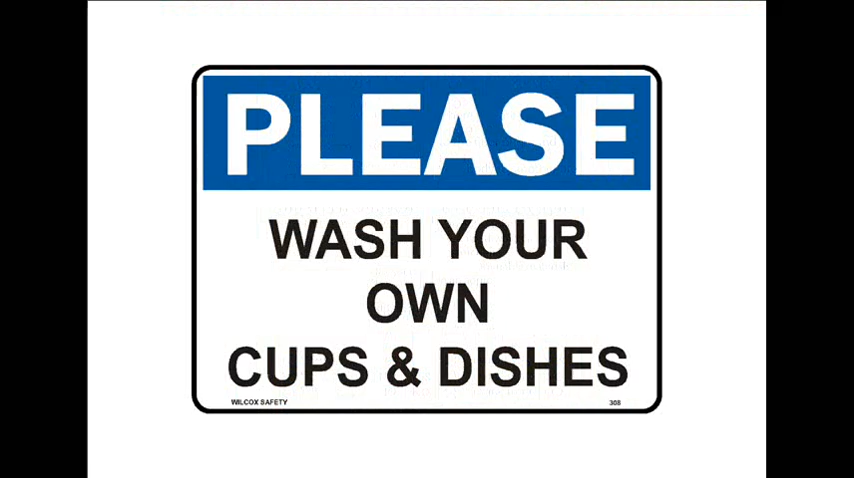 PLEASE
WASH YOUR
OWN
CUPS & DISHES
WILCOX SAFETY 308